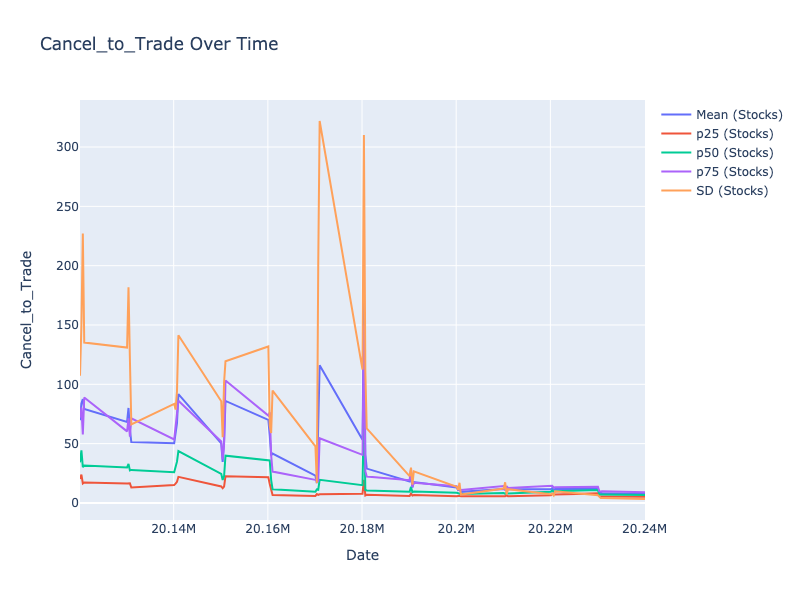 Cancel_to_Trade Over Time
Mean (Stocks)
p25 (Stocks)
p50 (Stocks)
p75 (Stocks)
SD (Stocks)
Cancel_to_Trade
300
250
200
150
100
50
0
20.14M
20.16M
20.18M
20.2M
20.22M
20.24M
Date